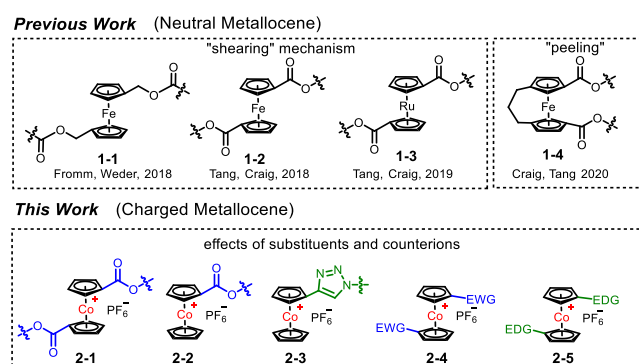 Previous Work (Neutral Metallocene)
"shearing" mechanism
"peeling"
O O Fe O O
1-1
Fromm, Weder, 2018
O O Fe O O
1-2
Tang, Craig, 2018
O O Ru O O
1-3
Tang, Craig, 2019
O O Fe O O
1-4
Craig, Tang 2020
This Work (Charged Metallocene)
effects of substituents and counterions
O O Co + PF6− O O
2-1
O O Co + PF6−
2-2
N=N N Co + PF6−
2-3
EWG Co + PF6− EWG
2-4
EDG Co + PF6− EDG
2-5